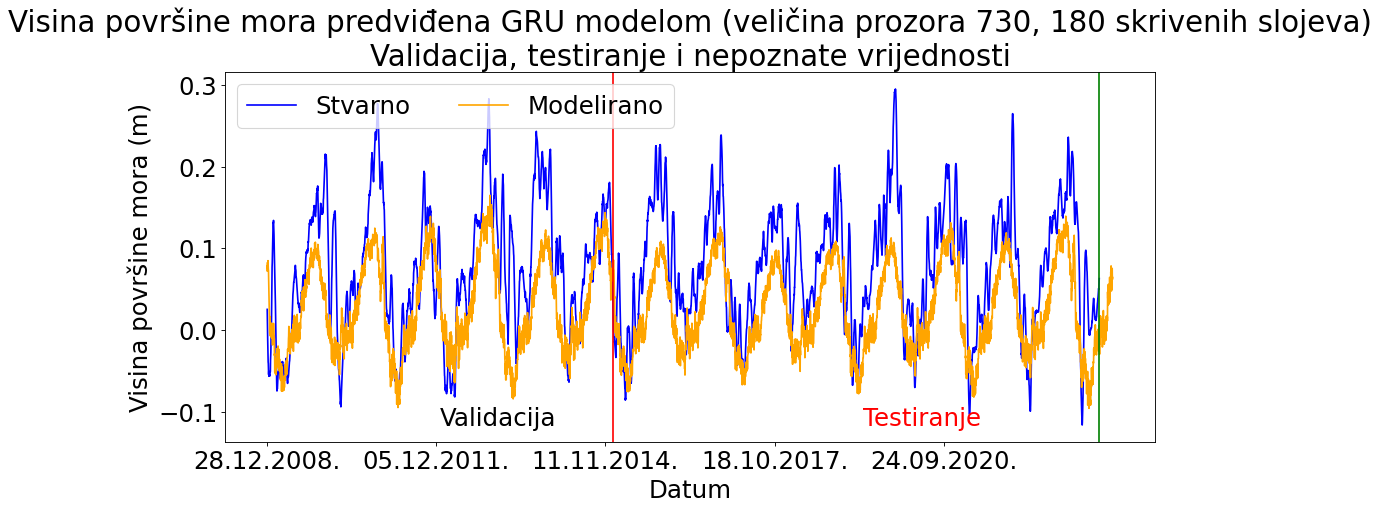 Visina površine mora predviđena GRU modelom (veličina prozora 730, 180 skrivenih slojeva)
Validacija, testiranje i nepoznate vrijednosti
Stvarno
Modelirano
Visina površine mora (m)
0.3
0.2
0.1
0.0
−0.1
Validacija
Testiranje
28.12.2008.
05.12.2011.
11.11.2014.
18.10.2017.
24.09.2020.
Datum